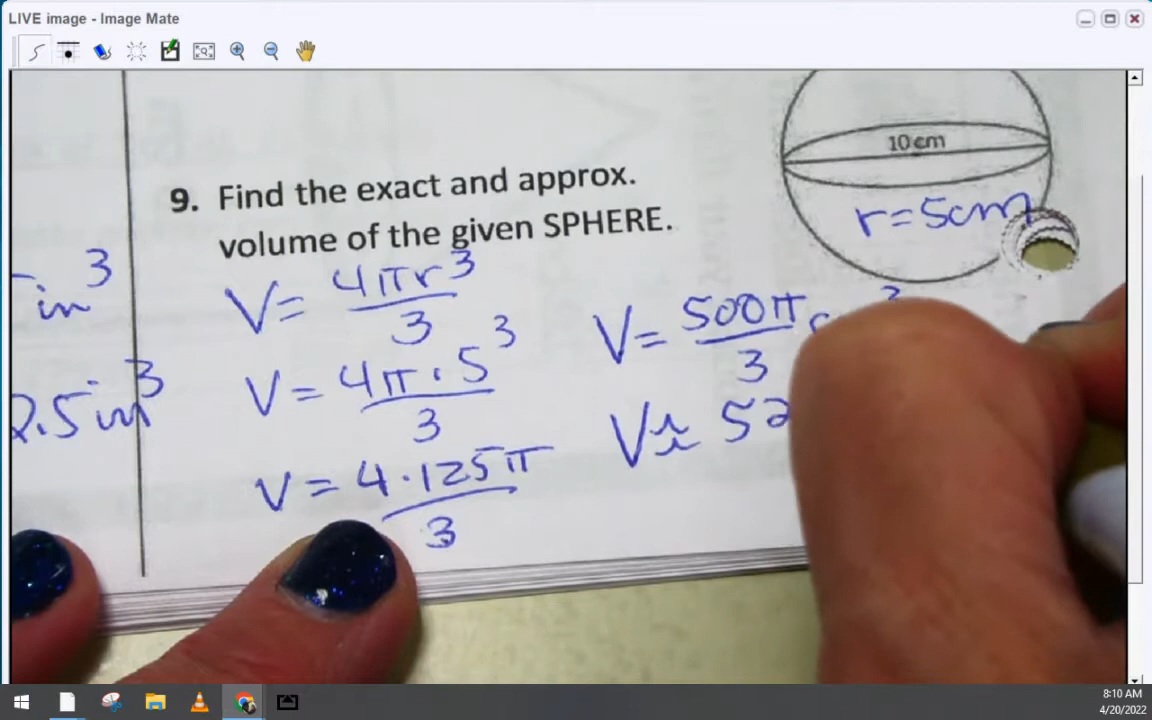 LIVE image - Image Mate
10cm
9. Find the exact and approx.
volume of the given SPHERE.
r=5cm
in³
V= 4πr³/3
V= 500π/3
.5in³
V= 4π·5³/3
V≈ 52
V= 4·125π/3
8:10 AM
4/20/2022